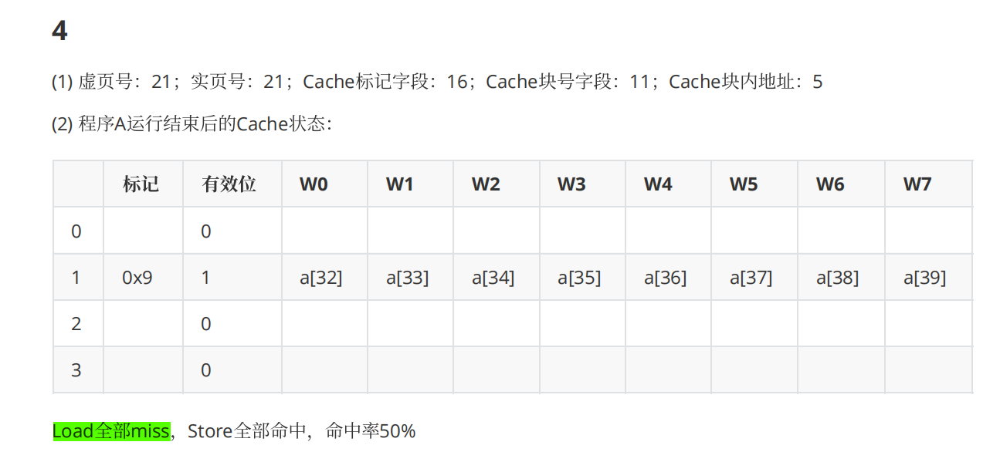 4
(1) 虚页号：21；实页号：21；Cache标记字段：16；Cache块号字段：11；Cache块内地址：5
(2) 程序A运行结束后的Cache状态：
标记 有效位 W0 W1 W2 W3 W4 W5 W6 W7
0 0
1 0x9 1 a[32] a[33] a[34] a[35] a[36] a[37] a[38] a[39]
2 0
3 0
Load全部miss，Store全部命中，命中率50%